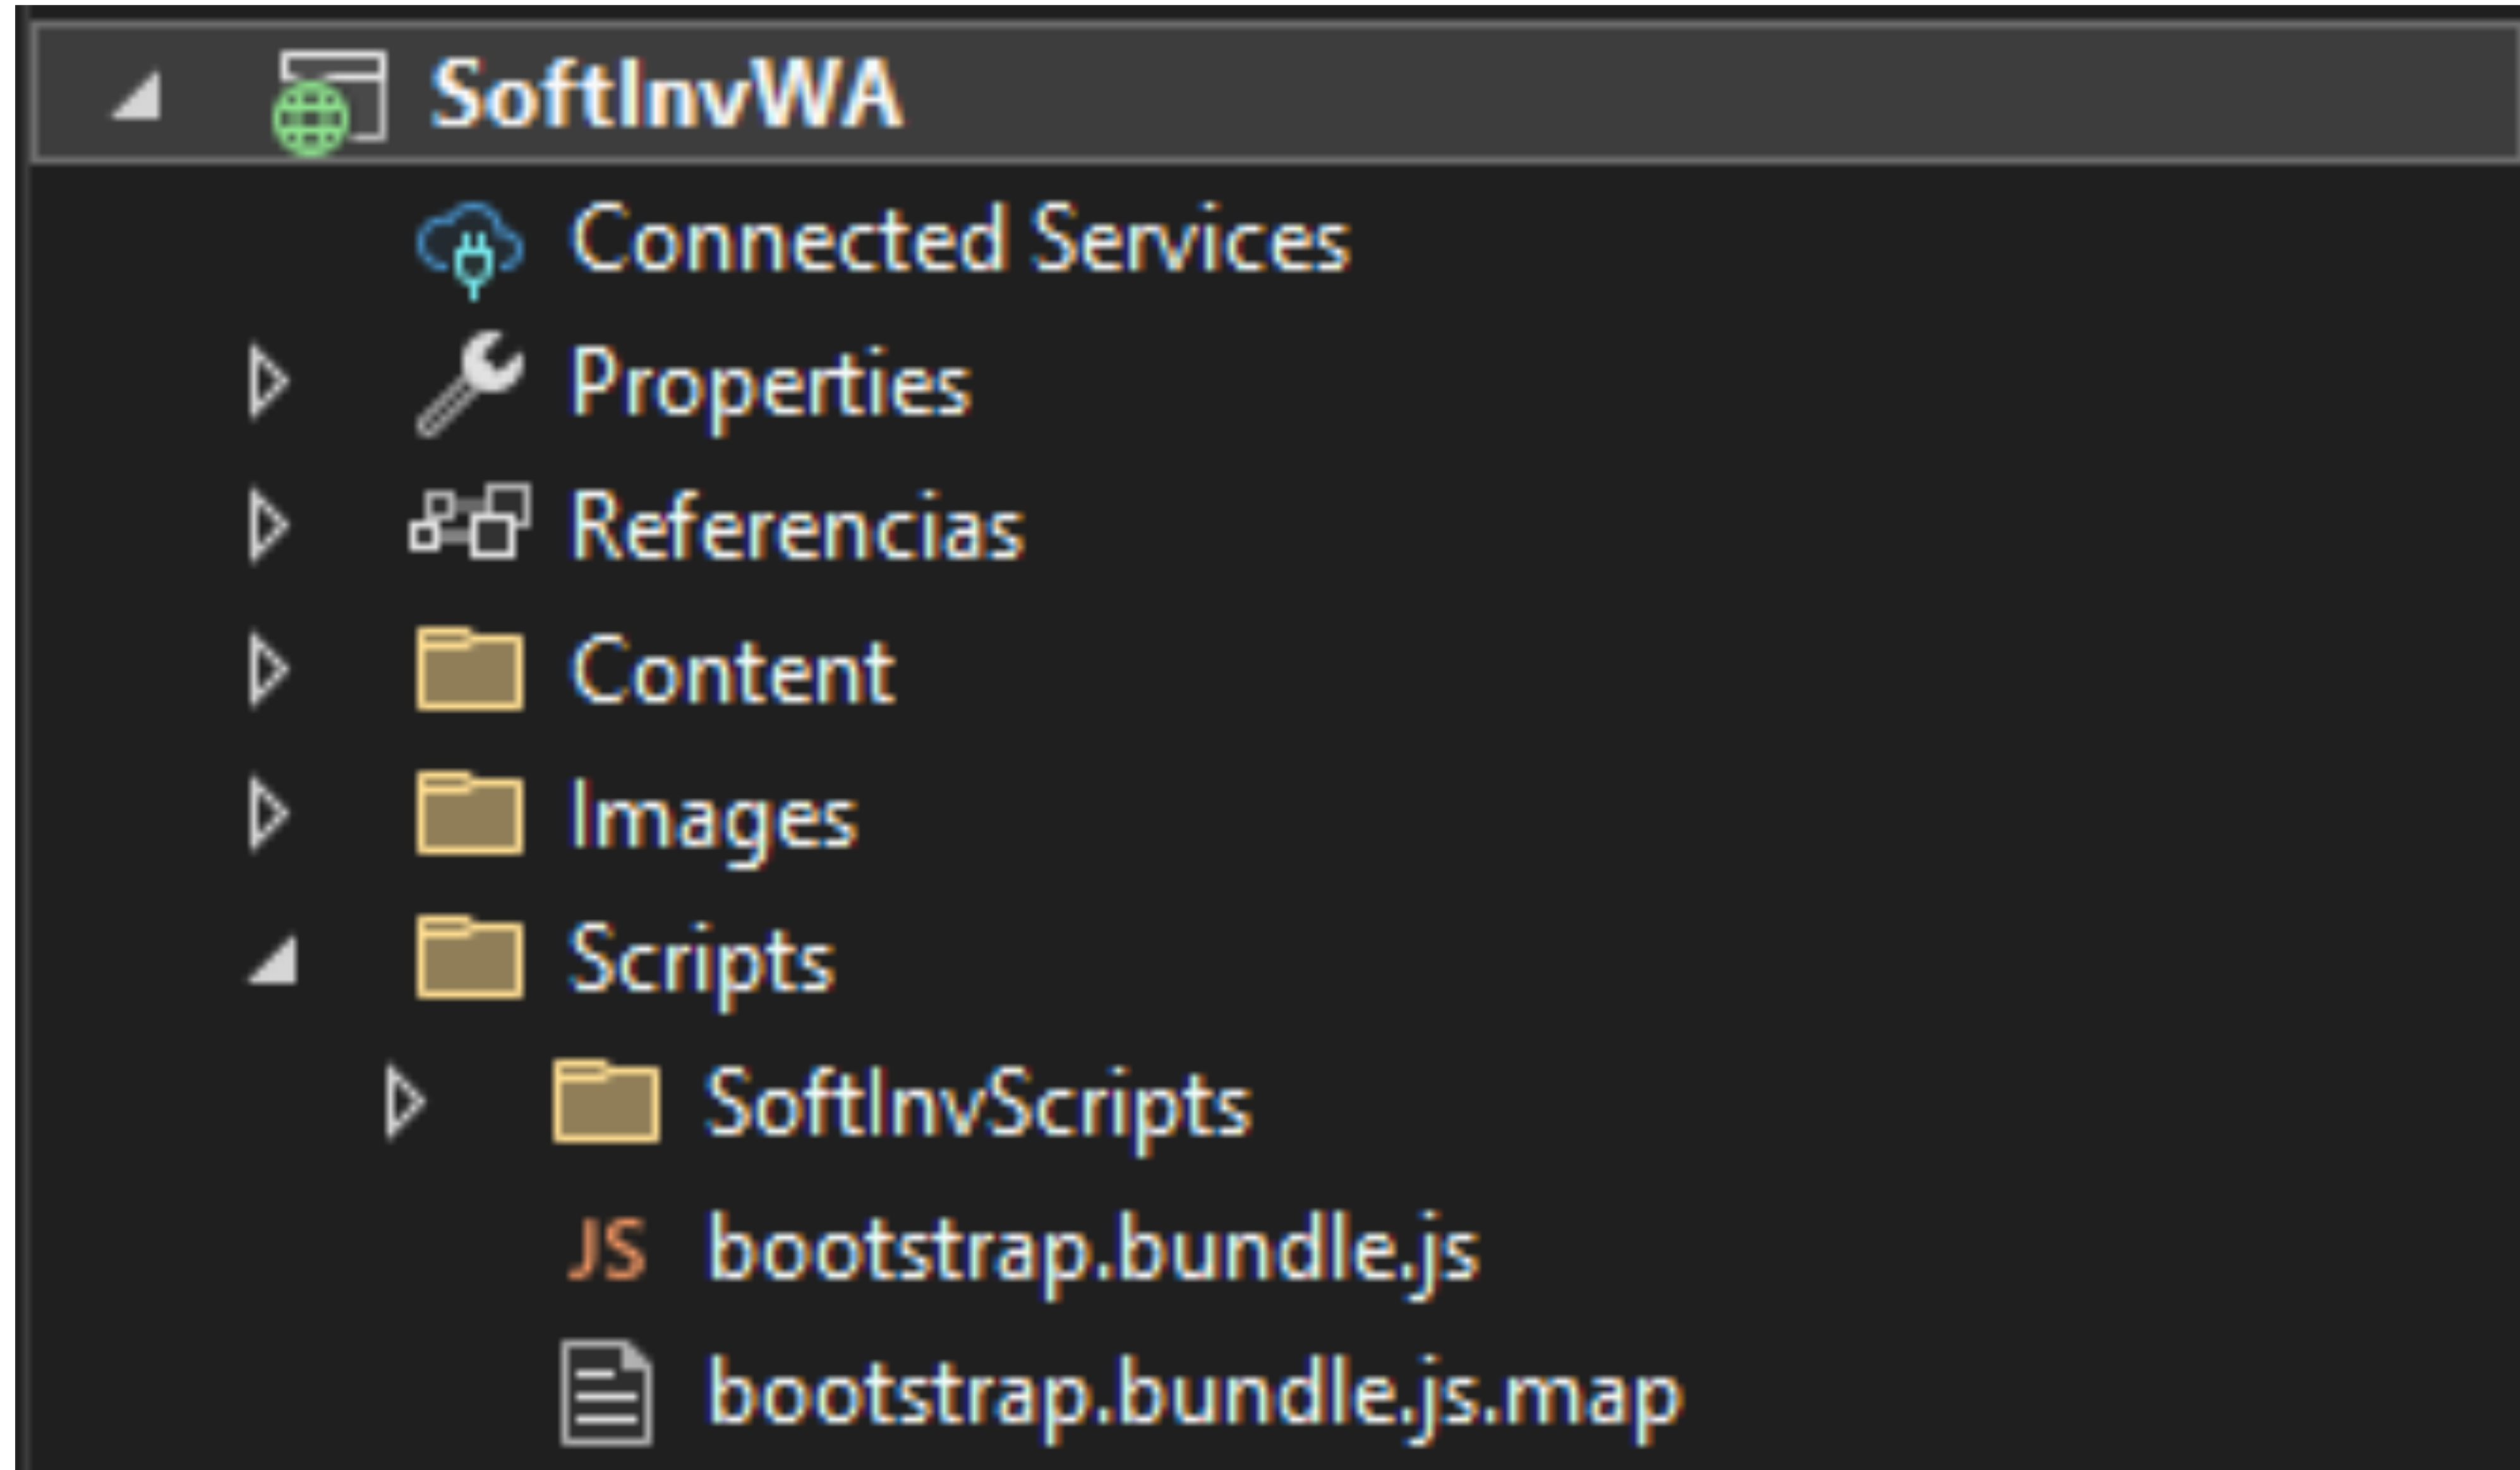 SoftInvWA
Connected Services
Properties
Referencias
Content
Images
Scripts
SoftInvScripts
JS bootstrap.bundle.js
bootstrap.bundle.js.map